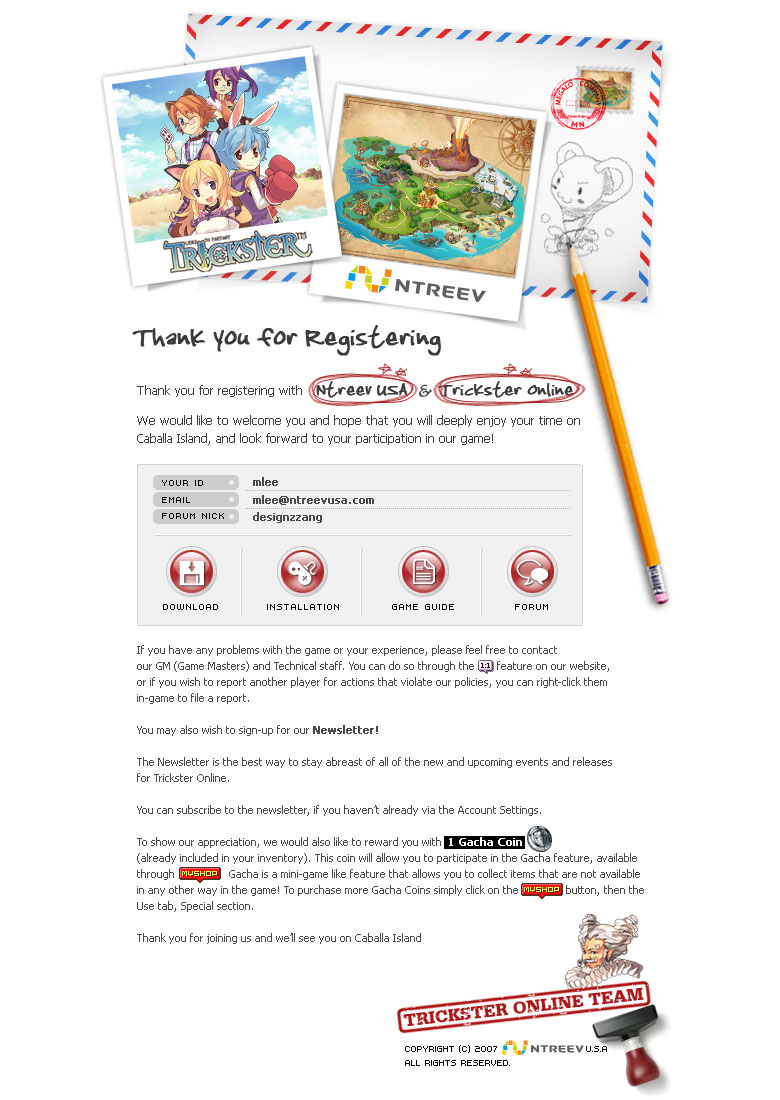 MEGALO COMPANY
MN
LIKE AND FANTASY
TRICKSTER
NTREEV
Thank you for Registering
Thank you for registering with Ntreev USA & Trickster Online
We would like to welcome you and hope that you will deeply enjoy your time on
Caballa Island, and look forward to your participation in our game!
YOUR ID mlee
EMAIL mlee@ntreevusa.com
FORUM NICK designzzang
DOWNLOAD INSTALLATION GAME GUIDE FORUM
If you have any problems with the game or your experience, please feel free to contact
our GM (Game Masters) and Technical staff. You can do so through the 1:1 feature on our website,
or if you wish to report another player for actions that violate our policies, you can right-click them
in-game to file a report.
You may also wish to sign-up for our Newsletter!
The Newsletter is the best way to stay abreast of all of the new and upcoming events and releases
for Trickster Online.
You can subscribe to the newsletter, if you haven't already via the Account Settings.
To show our appreciation, we would also like to reward you with 1 Gacha Coin
(already included in your inventory). This coin will allow you to participate in the Gacha feature, available
through MYSHOP Gacha is a mini-game like feature that allows you to collect items that are not available
in any other way in the game! To purchase more Gacha Coins simply click on the MYSHOP button, then the
Use tab, Special section.
Thank you for joining us and we'll see you on Caballa Island
TRICKSTER ONLINE TEAM
COPYRIGHT (C) 2007 NTREEV U.S.A
ALL RIGHTS RESERVED.